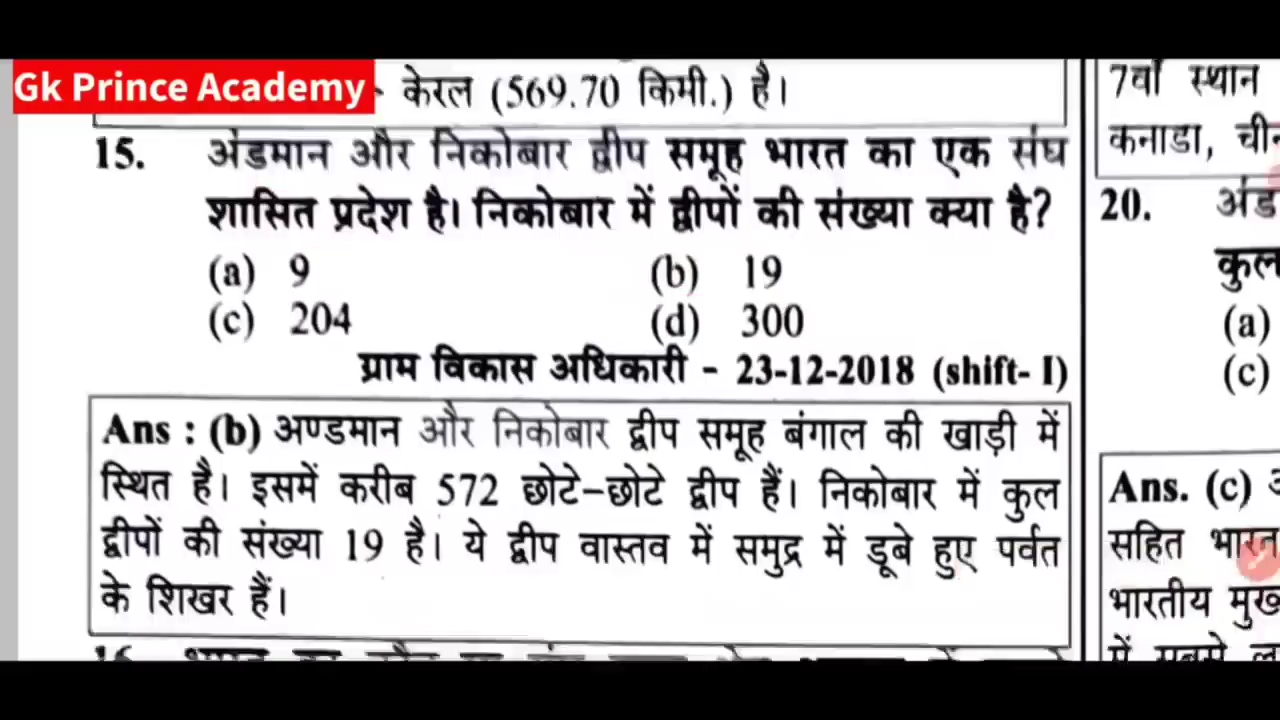 Gk Prince Academy
- केरल (569.70 किमी.) है।
15. अंडमान और निकोबार द्वीप समूह भारत का एक संघ
शासित प्रदेश है। निकोबार में द्वीपों की संख्या क्या है?
(a) 9 (b) 19
(c) 204 (d) 300
ग्राम विकास अधिकारी - 23-12-2018 (shift- I)
Ans : (b) अण्डमान और निकोबार द्वीप समूह बंगाल की खाड़ी में
स्थित है। इसमें करीब 572 छोटे-छोटे द्वीप हैं। निकोबार में कुल
द्वीपों की संख्या 19 है। ये द्वीप वास्तव में समुद्र में डूबे हुए पर्वत
के शिखर हैं।
7वाँ स्थान
कनाडा,
20.
कुल
(a)
(c)
Ans. (c)
सहित भारत
भारतीय